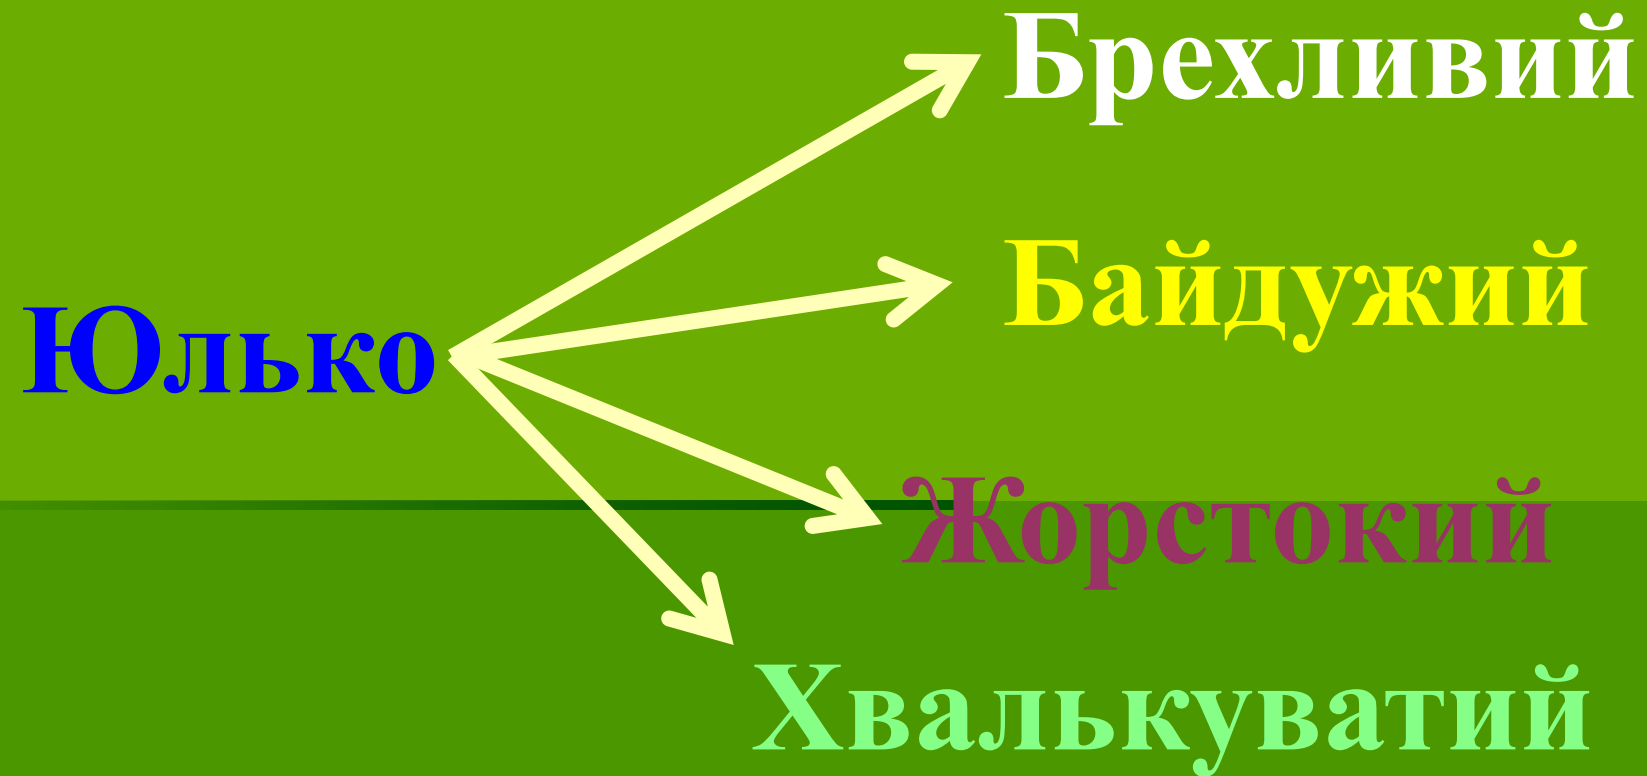 Брехливий
Байдужий
Юлько
Жорстокий
Хвалькуватий